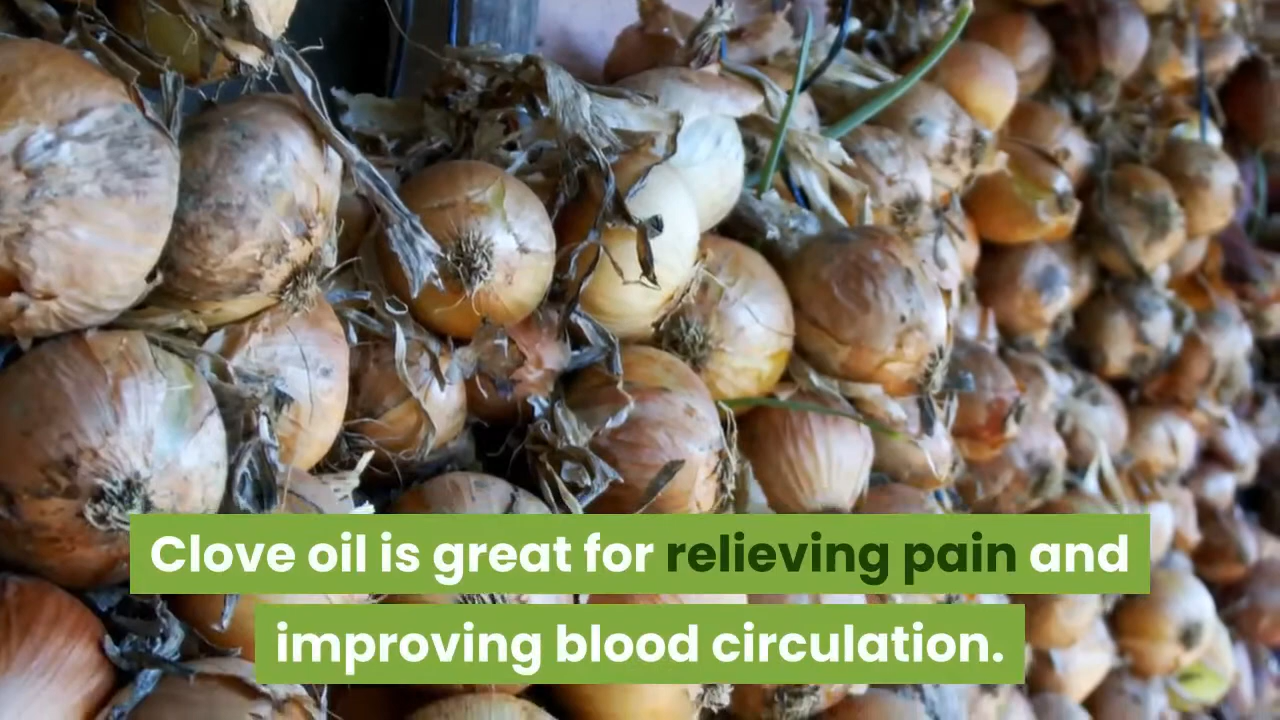 Clove oil is great for relieving pain and
improving blood circulation.